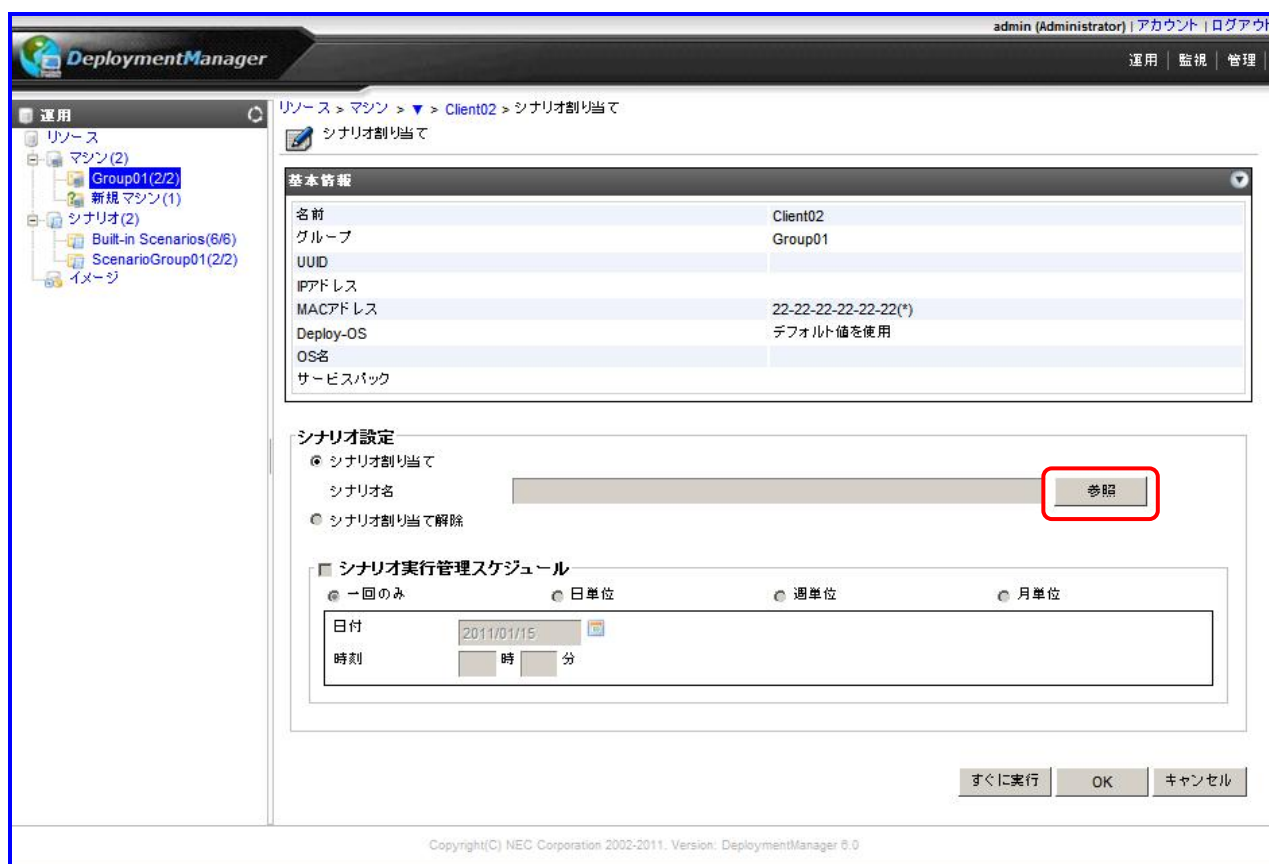 admin (Administrator) | アカウント | ログアウト
DeploymentManager
運用 | 監視 | 管理 |
運用
リソース
マシン(2)
Group01(2/2)
新規マシン(1)
シナリオ(2)
Built-in Scenarios(6/6)
ScenarioGroup01(2/2)
イメージ
リソース > マシン > ▼ > Client02 > シナリオ割り当て
シナリオ割り当て
基本情報
名前 Client02
グループ Group01
UUID
IPアドレス
MACアドレス 22-22-22-22-22-22(*)
Deploy-OS デフォルト値を使用
OS名
サービスパック
シナリオ設定
シナリオ割り当て
シナリオ名 参照
シナリオ割り当て解除
シナリオ実行管理スケジュール
一回のみ 日単位 週単位 月単位
日付 2011/01/15
時刻 時 分
すぐに実行 OK キャンセル
Copyright(C) NEC Corporation 2002-2011. Version: DeploymentManager 6.0